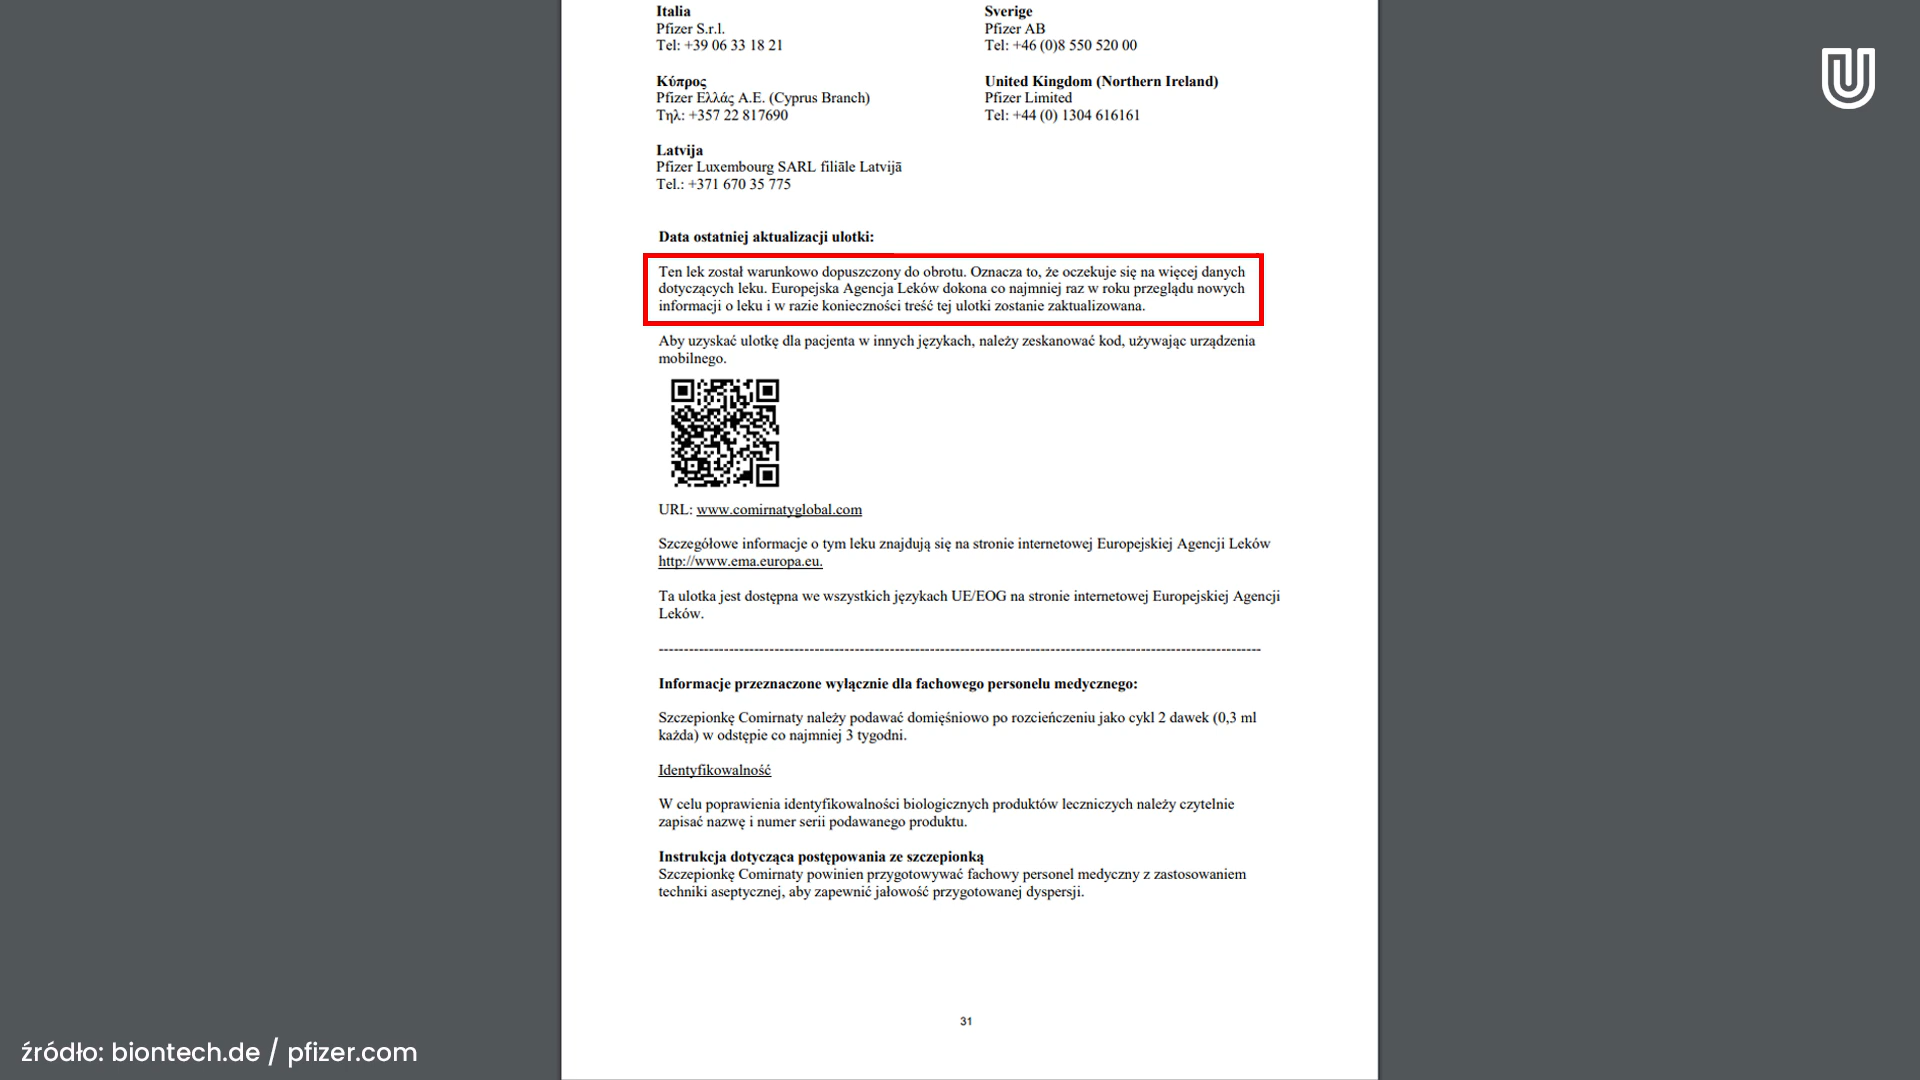 Italia
Pfizer S.r.l.
Tel: +39 06 33 18 21
Sverige
Pfizer AB
Tel: +46 (0)8 550 520 00
Κύπρος
Pfizer Ελλάς Α.Ε. (Cyprus Branch)
Τηλ: +357 22 817690
United Kingdom (Northern Ireland)
Pfizer Limited
Tel: +44 (0) 1304 616161
Latvija
Pfizer Luxembourg SARL filiāle Latvijā
Tel.: +371 670 35 775
Data ostatniej aktualizacji ulotki:
Ten lek został warunkowo dopuszczony do obrotu. Oznacza to, że oczekuje się na więcej danych
dotyczących leku. Europejska Agencja Leków dokona co najmniej raz w roku przeglądu nowych
informacji o leku i w razie konieczności treść tej ulotki zostanie zaktualizowana.
Aby uzyskać ulotkę dla pacjenta w innych językach, należy zeskanować kod, używając urządzenia
mobilnego.
URL: www.comirnatyglobal.com
Szczegółowe informacje o tym leku znajdują się na stronie internetowej Europejskiej Agencji Leków
http://www.ema.europa.eu.
Ta ulotka jest dostępna we wszystkich językach UE/EOG na stronie internetowej Europejskiej Agencji
Leków.
Informacje przeznaczone wyłącznie dla fachowego personelu medycznego:
Szczepionkę Comirnaty należy podawać domięśniowo po rozcieńczeniu jako cykl 2 dawek (0,3 ml
każda) w odstępie co najmniej 3 tygodni.
Identyfikowalność
W celu poprawienia identyfikowalności biologicznych produktów leczniczych należy czytelnie
zapisać nazwę i numer serii podawanego produktu.
Instrukcja dotycząca postępowania ze szczepionką
Szczepionkę Comirnaty powinien przygotowywać fachowy personel medyczny z zastosowaniem
techniki aseptycznej, aby zapewnić jałowość przygotowanej dyspersji.
31
źródło: biontech.de / pfizer.com